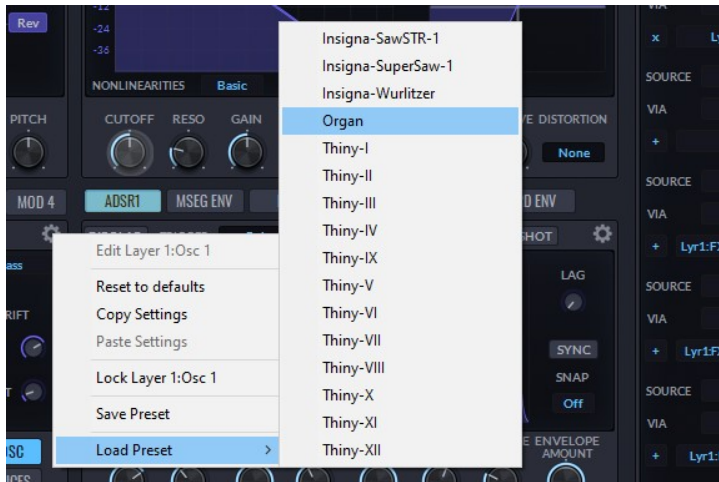 Rev
-12
-24
-36
NONLINEARITIES Basic
PITCH CUTOFF RESO GAIN
DISTORTION
None
MOD 4 ADSR1 MSEG ENV
ENV
Edit Layer 1:Osc 1
Reset to defaults
Copy Settings
Paste Settings
Lock Layer 1:Osc 1
Save Preset
Load Preset >
Insigna-SawSTR-1
Insigna-SuperSaw-1
Insigna-Wurlitzer
Organ
Thiny-I
Thiny-II
Thiny-III
Thiny-IV
Thiny-IX
Thiny-V
Thiny-VI
Thiny-VII
Thiny-VIII
Thiny-X
Thiny-XI
Thiny-XII
LAG
SYNC
SNAP
Off
ENVELOPE
AMOUNT
x
SOURCE
VIA
+
SOURCE
VIA
+ Lyr1:F
SOURCE
VIA
+ Lyr1:F
SOURCE
VIA
+ Lyr1: